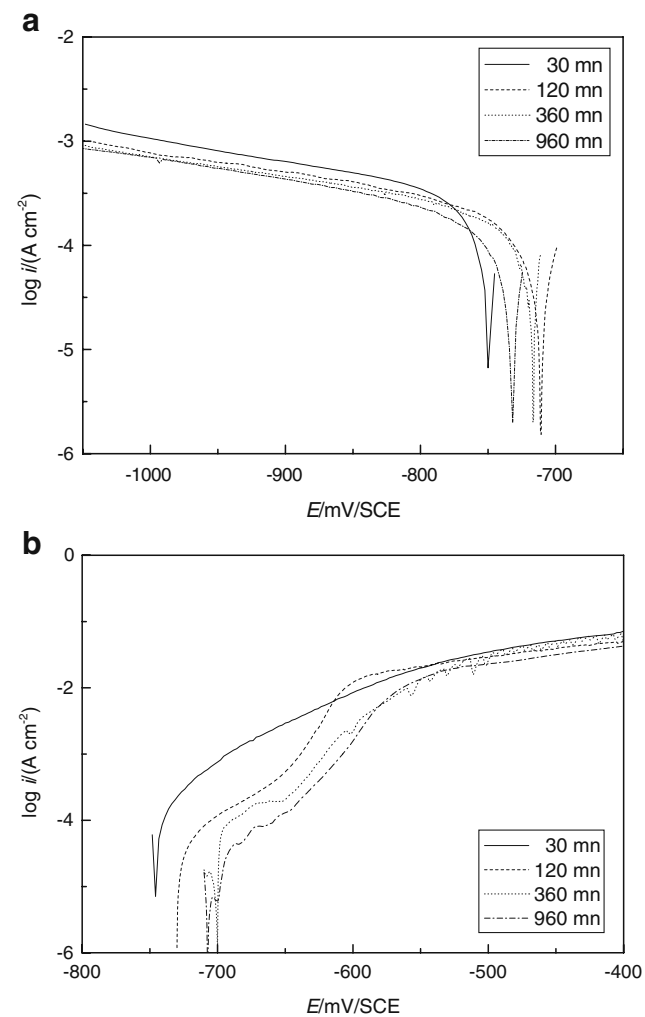 a
-2
-3
-4
-5
-6
log i/(A cm-2)
30 mn
120 mn
360 mn
960 mn
-1000
-900
-800
-700
E/mV/SCE
b
0
-2
-4
-6
log i/(A cm-2)
30 mn
120 mn
360 mn
960 mn
-800
-700
-600
-500
-400
E/mV/SCE